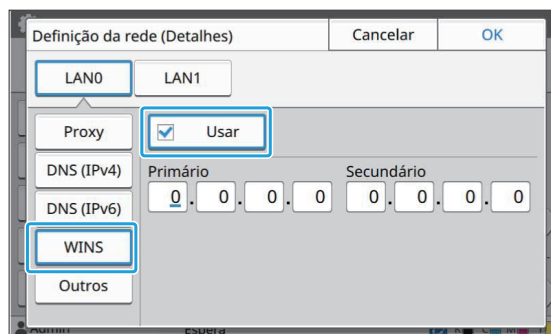 Definição da rede (Detalhes) Cancelar OK
LAN0 LAN1
Proxy Usar
DNS (IPv4) Primário Secundário
DNS (IPv6) 0 . 0 . 0 . 0 0 . 0 . 0 . 0
WINS
Outros
Admin Espera